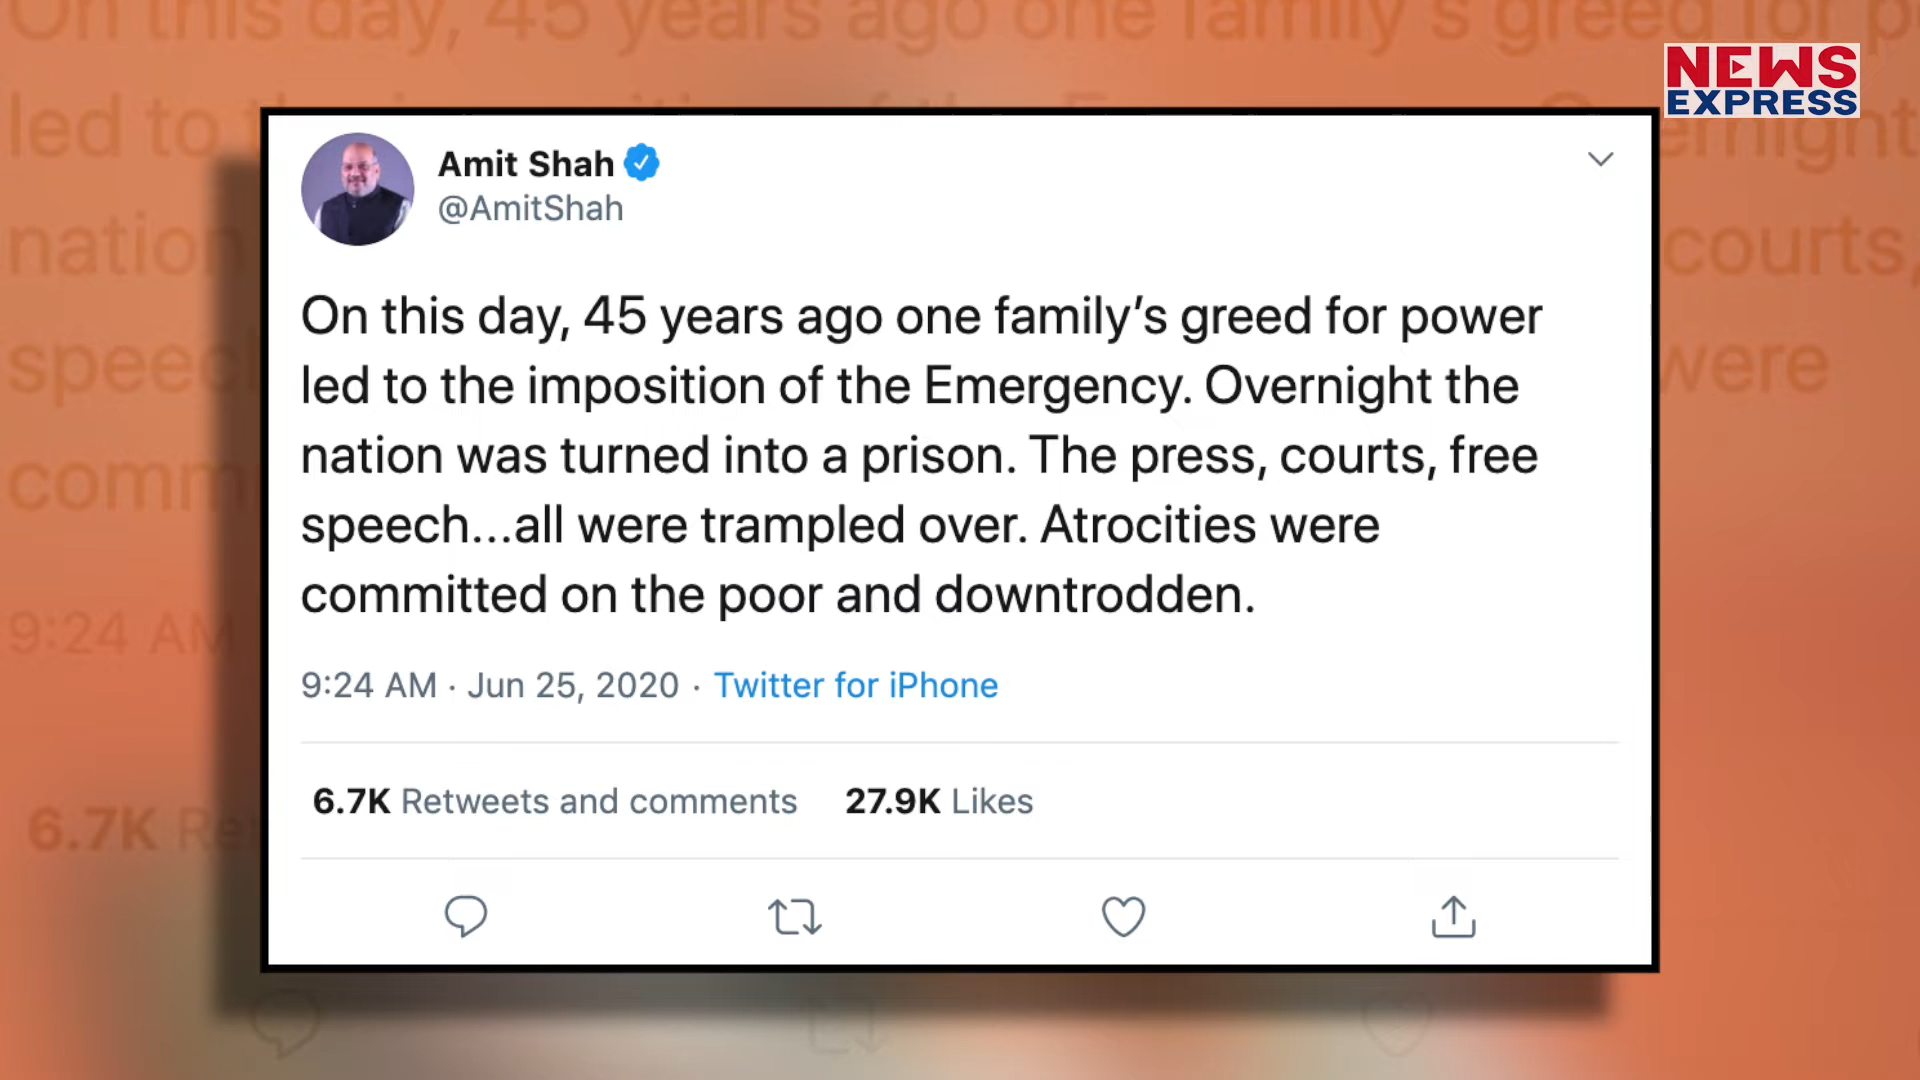 NEWS
EXPRESS
Amit Shah
@AmitShah
On this day, 45 years ago one family's greed for power
led to the imposition of the Emergency. Overnight the
nation was turned into a prison. The press, courts, free
speech...all were trampled over. Atrocities were
committed on the poor and downtrodden.
9:24 AM · Jun 25, 2020 · Twitter for iPhone
6.7K Retweets and comments 27.9K Likes